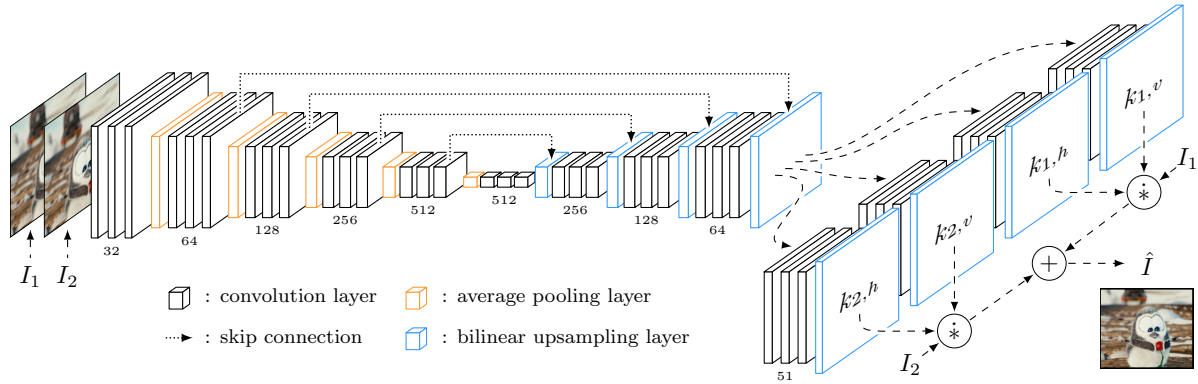 k1,v
k1,h
I1
k2,v
k2,h
32
64
128
256
512
512
256
128
64
I1 I2
Î
: convolution layer : average pooling layer
: skip connection : bilinear upsampling layer
I2
51
* 
+
*